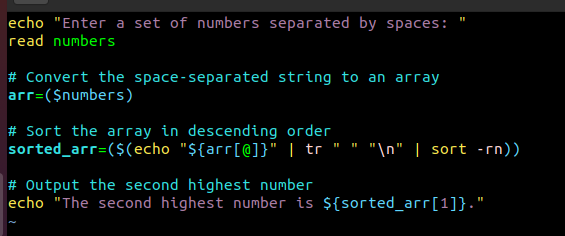 echo "Enter a set of numbers separated by spaces: "
read numbers
# Convert the space-separated string to an array
arr=($numbers)
# Sort the array in descending order
sorted_arr=($(echo "${arr[@]}" | tr " " "\n" | sort -rn))
# Output the second highest number
echo "The second highest number is ${sorted_arr[1]}."
~